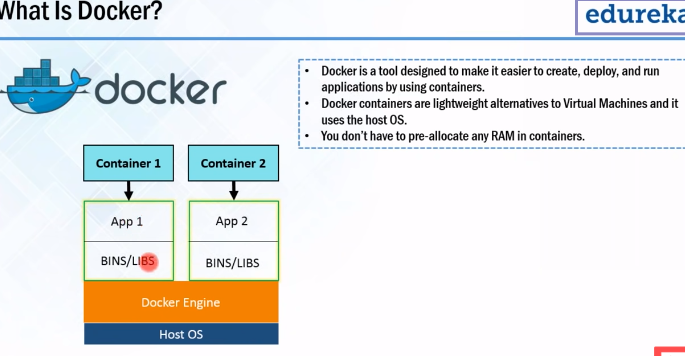 What Is Docker?
edureka
docker
• Docker is a tool designed to make it easier to create, deploy, and run
applications by using containers.
• Docker containers are lightweight alternatives to Virtual Machines and it
uses the host OS.
• You don't have to pre-allocate any RAM in containers.
Container 1
Container 2
App 1
App 2
BINS/LIBS
BINS/LIBS
Docker Engine
Host OS